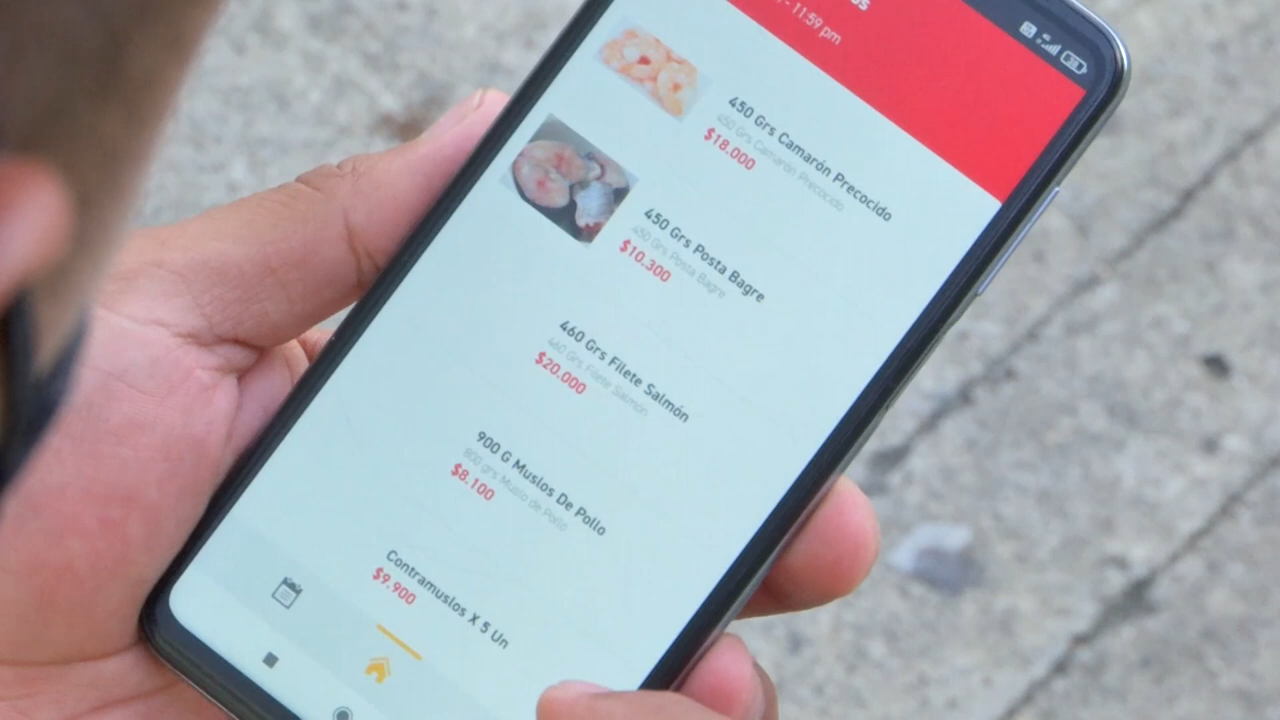 - 11:59 pm
450 Grs Camarón Precocido
450 Grs Camarón Precocido
$18.000
450 Grs Posta Bagre
450 Grs Posta Bagre
$10.300
460 Grs Filete Salmón
460 Grs Filete Salmón
$20.000
900 G Muslos De Pollo
800 grs Muslo de Pollo
$8.100
Contramuslos X 5 Un
$9.900